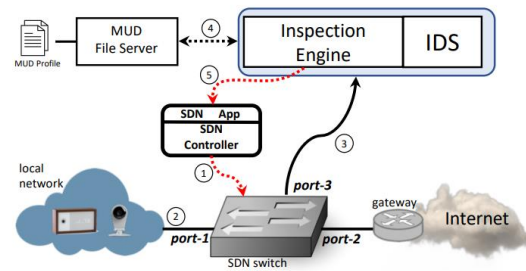 MUD
File Server
MUD Profile
4
Inspection
Engine
IDS
5
SDN App
SDN
Controller
3
1
local
network
2
port-1
port-3
port-2
SDN switch
gateway
Internet